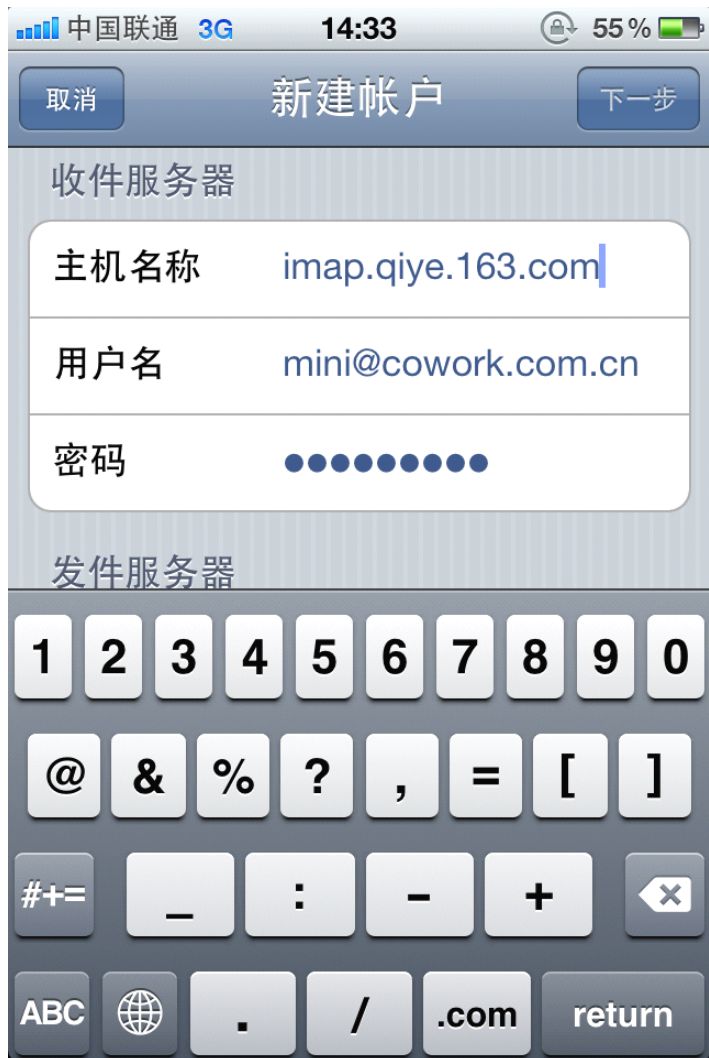 中国联通 3G 14:33 55%
取消 新建帐户 下一步
收件服务器
主机名称 imap.qiye.163.com
用户名 mini@cowork.com.cn
密码 ●●●●●●●●●
发件服务器
1 2 3 4 5 6 7 8 9 0
@ & % ? , = [ ]
#+= _ : - +
ABC . / .com return